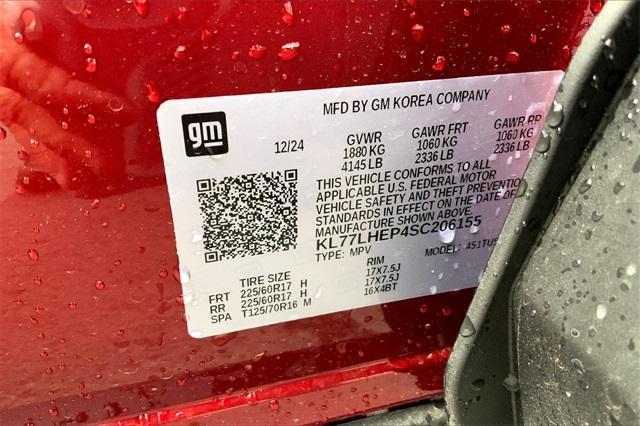 MFD BY GM KOREA COMPANY
gm
12/24
GVWR GAWR FRT GAWR RR
1880 KG 1060 KG 1060 KG
4145 LB 2336 LB 2336 LB
THIS VEHICLE CONFORMS TO ALL
APPLICABLE U.S. FEDERAL MOTOR
VEHICLE SAFETY AND THEFT PREVENTION
STANDARDS IN EFFECT ON THE DATE OF
MANUFACTURE SHOWN ABOVE.
KL77LHEP4SC206155
TYPE: MPV MODEL: 451TUS
TIRE SIZE RIM
FRT 225/60R17 H 17X7.5J
RR 225/60R17 H 17X7.5J
SPA T125/70R16 M 16X4BT